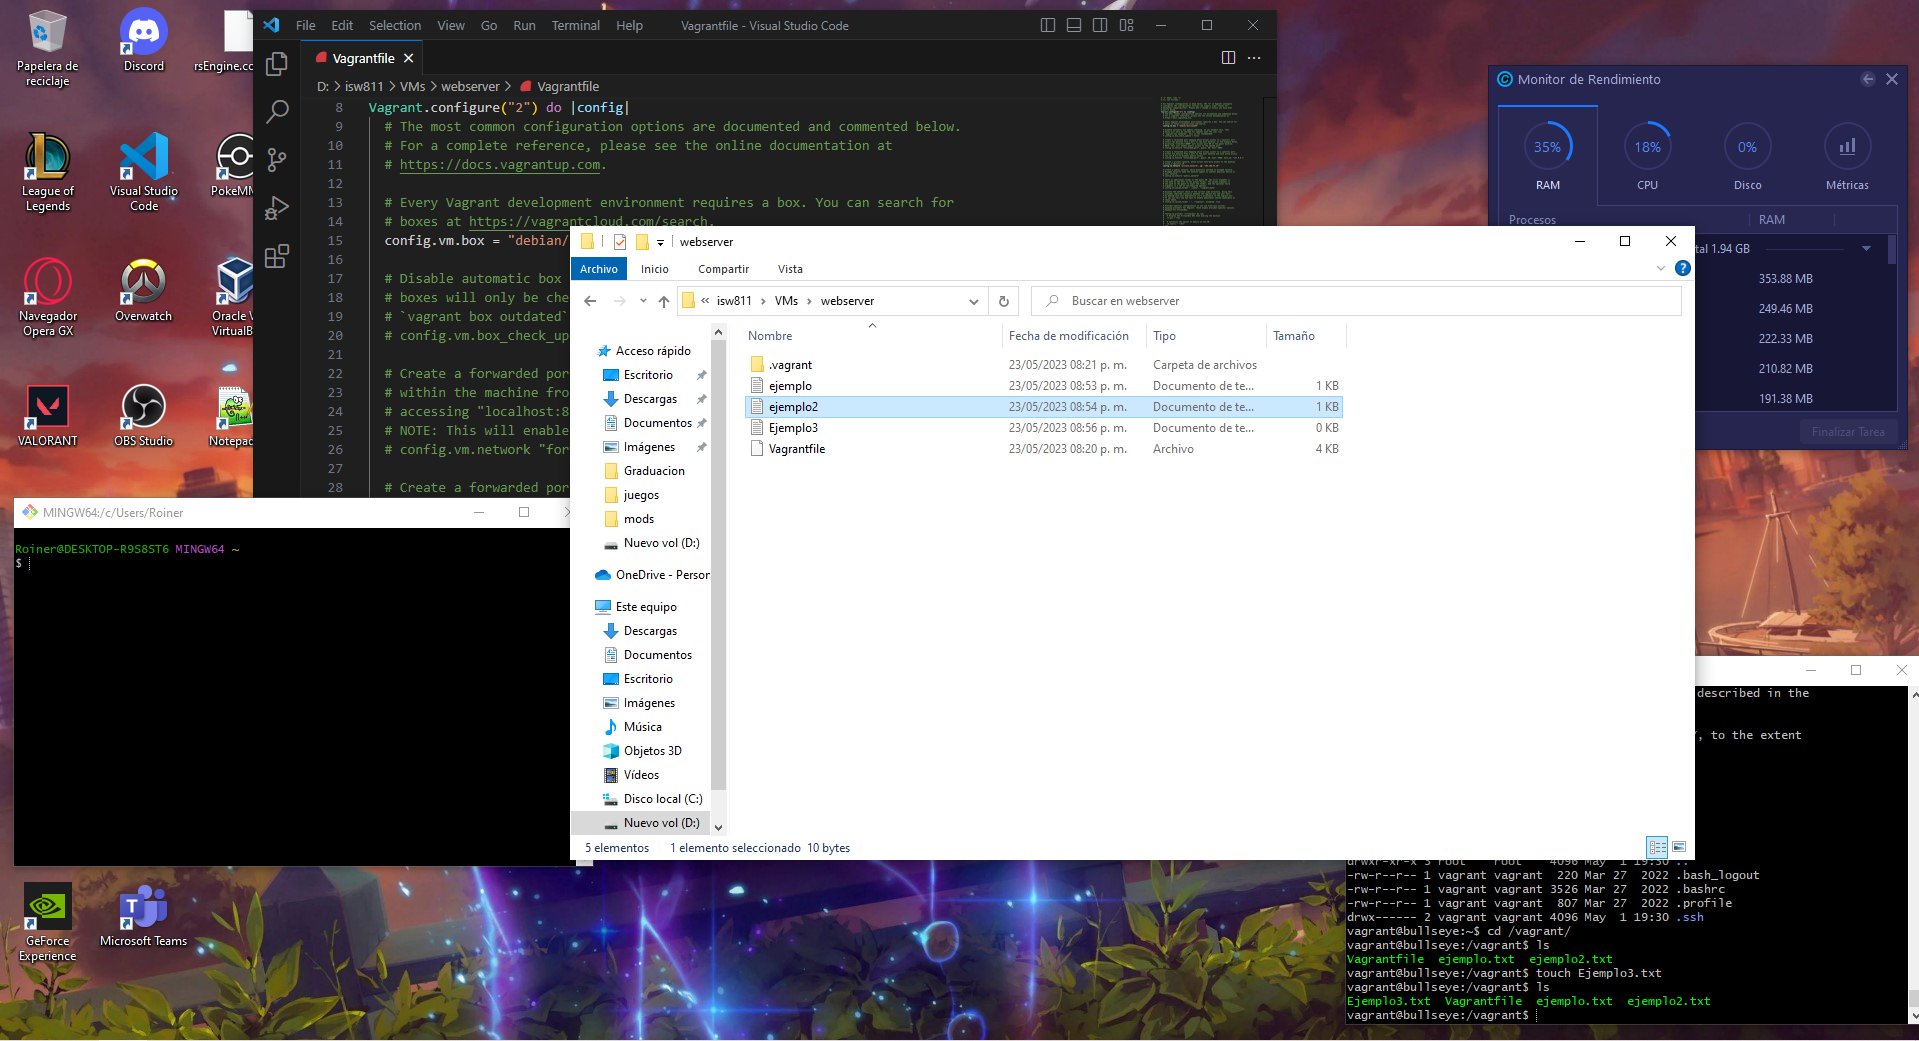 Papelera de
reciclaje
Discord
rsEngine.cc
League of
Legends
Visual Studio
Code
PokeMM
Navegador
Opera GX
Overwatch
Oracle V
VirtualB
VALORANT
OBS Studio
Notepad
GeForce
Experience
Microsoft Teams
File Edit Selection View Go Run Terminal Help
Vagrantfile - Visual Studio Code
Vagrantfile
D: > isw811 > VMs > webserver > Vagrantfile
8 Vagrant.configure("2") do |config|
9 # The most common configuration options are documented and commented below.
10 # For a complete reference, please see the online documentation at
11 # https://docs.vagrantup.com.
12
13 # Every Vagrant development environment requires a box. You can search for
14 # boxes at https://vagrantcloud.com/search.
15 config.vm.box = "debian/
16
17 # Disable automatic box
18 # boxes will only be che
19 # `vagrant box outdated`
20 # config.vm.box_check_up
21
22 # Create a forwarded por
23 # within the machine fro
24 # accessing "localhost:8
25 # NOTE: This will enable
26 # config.vm.network "for
27
28 # Create a forwarded por
MINGW64:/c/Users/Roiner
Roiner@DESKTOP-R9S8ST6 MINGW64 ~
$
webserver
Archivo Inicio Compartir Vista
« isw811 > VMs > webserver
Buscar en webserver
Acceso rápido
Escritorio
Descargas
Documentos
Imágenes
Graduacion
juegos
mods
Nuevo vol (D:)
OneDrive - Person
Este equipo
Descargas
Documentos
Escritorio
Imágenes
Música
Objetos 3D
Vídeos
Disco local (C:)
Nuevo vol (D:)
Nombre Fecha de modificación Tipo Tamaño
.vagrant 23/05/2023 08:21 p. m. Carpeta de archivos
ejemplo 23/05/2023 08:53 p. m. Documento de te... 1 KB
ejemplo2 23/05/2023 08:54 p. m. Documento de te... 1 KB
Ejemplo3 23/05/2023 08:56 p. m. Documento de te... 0 KB
Vagrantfile 23/05/2023 08:20 p. m. Archivo 4 KB
5 elementos 1 elemento seleccionado 10 bytes
Monitor de Rendimiento
35% 18% 0%
RAM CPU Disco Métricas
Procesos RAM
tal 1.94 GB
353.88 MB
249.46 MB
222.33 MB
210.82 MB
191.38 MB
Finalizar Tarea
described in the
, to the extent
drwxr-xr-x 3 root root 4096 May 1 19:30 ..
-rw-r--r-- 1 vagrant vagrant 220 Mar 27 2022 .bash_logout
-rw-r--r-- 1 vagrant vagrant 3526 Mar 27 2022 .bashrc
-rw-r--r-- 1 vagrant vagrant 807 Mar 27 2022 .profile
drwx------ 2 vagrant vagrant 4096 May 1 19:30 .ssh
vagrant@bullseye:~$ cd /vagrant/
vagrant@bullseye:/vagrant$ ls
Vagrantfile ejemplo.txt ejemplo2.txt
vagrant@bullseye:/vagrant$ touch Ejemplo3.txt
vagrant@bullseye:/vagrant$ ls
Ejemplo3.txt Vagrantfile ejemplo.txt ejemplo2.txt
vagrant@bullseye:/vagrant$